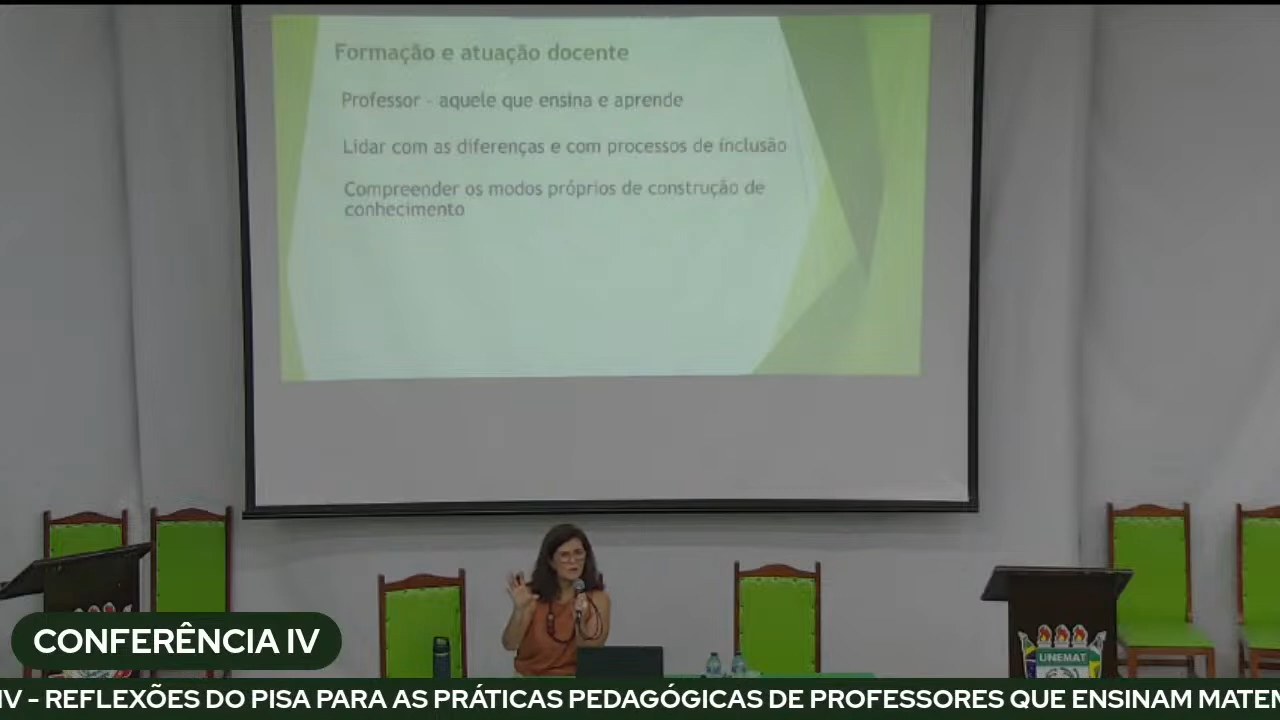 Formação e atuação docente
Professor - aquele que ensina e aprende
Lidar com as diferenças e com processos de inclusão
Compreender os modos próprios de construção de
conhecimento
CONFERÊNCIA IV
UNEMAT
IV - REFLEXÕES DO PISA PARA AS PRÁTICAS PEDAGÓGICAS DE PROFESSORES QUE ENSINAM MATEM